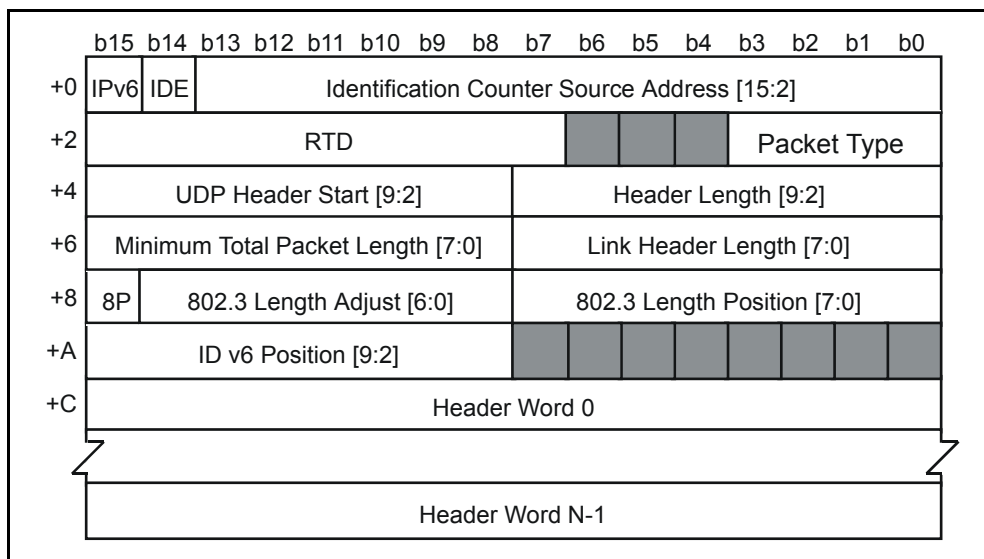 b15 b14 b13 b12 b11 b10 b9 b8 b7 b6 b5 b4 b3 b2 b1 b0
+0 IPv6 IDE Identification Counter Source Address [15:2]
+2 RTD Packet Type
+4 UDP Header Start [9:2] Header Length [9:2]
+6 Minimum Total Packet Length [7:0] Link Header Length [7:0]
+8 8P 802.3 Length Adjust [6:0] 802.3 Length Position [7:0]
+A ID v6 Position [9:2]
+C Header Word 0
Header Word N-1